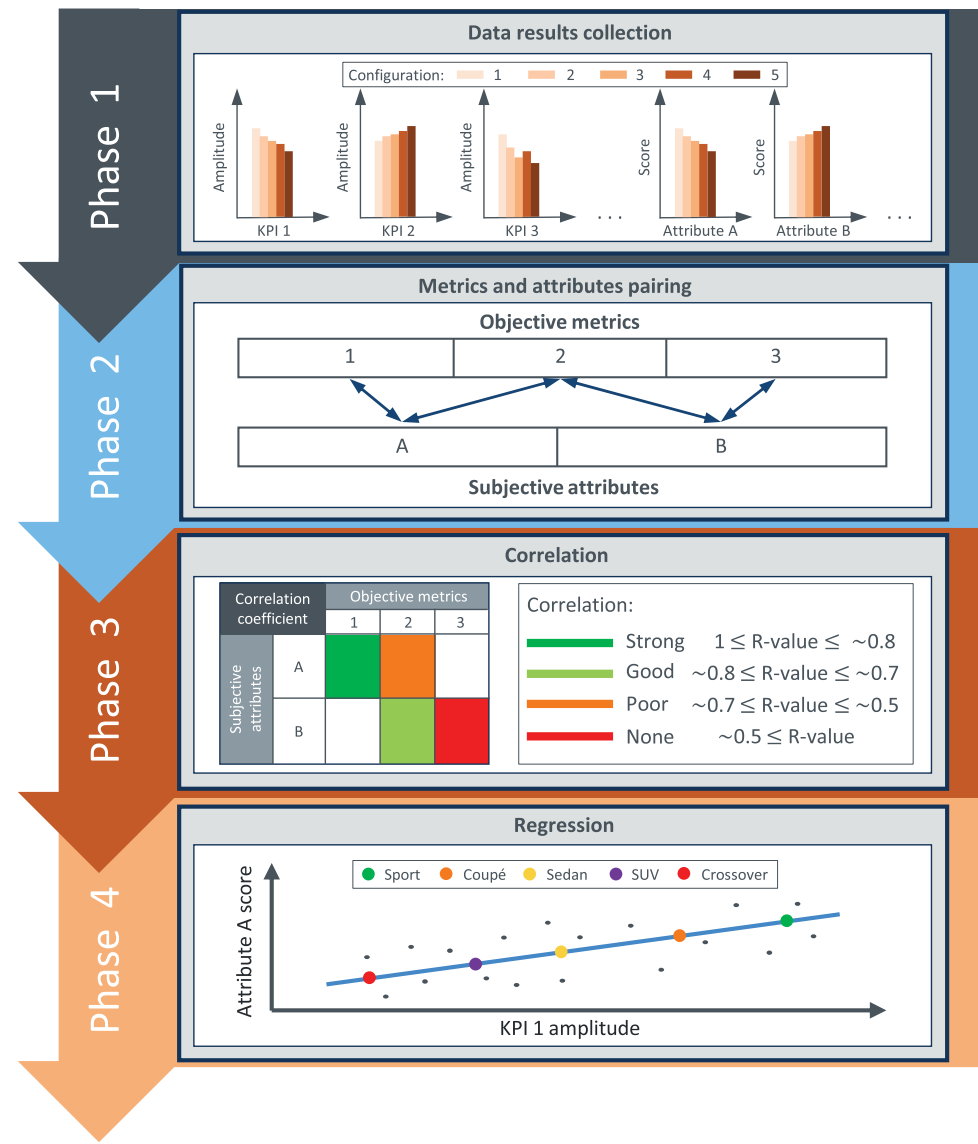 Phase 1
Data results collection
Configuration: 1 2 3 4 5
Amplitude
KPI 1
Amplitude
KPI 2
Amplitude
KPI 3
. . .
Score
Attribute A
Score
Attribute B
. . .
Phase 2
Metrics and attributes pairing
Objective metrics
1 2 3
A B
Subjective attributes
Phase 3
Correlation
Correlation
coefficient
Objective metrics
1 2 3
Subjective
attributes
A
B
Correlation:
Strong 1 ≤ R-value ≤ ~0.8
Good ~0.8 ≤ R-value ≤ ~0.7
Poor ~0.7 ≤ R-value ≤ ~0.5
None ~0.5 ≤ R-value
Phase 4
Regression
Sport Coupé Sedan SUV Crossover
Attribute A score
KPI 1 amplitude